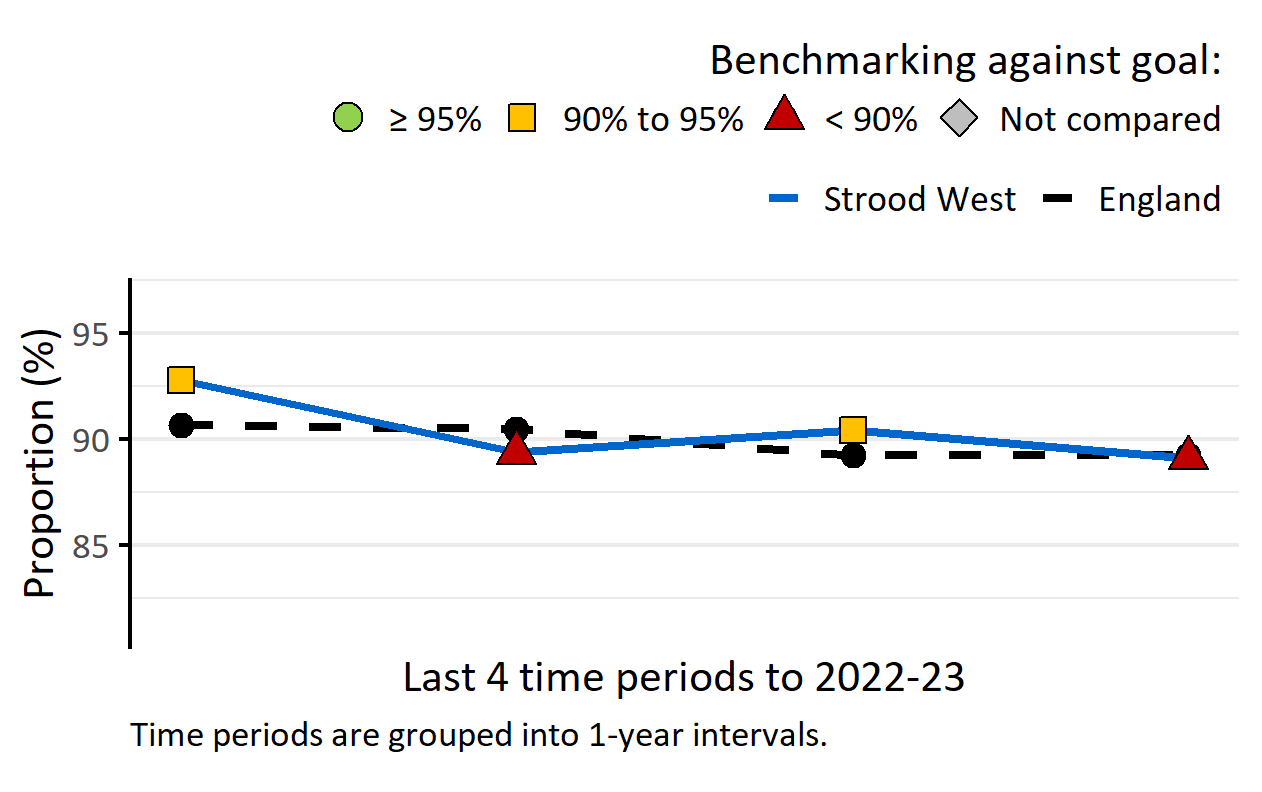 Benchmarking against goal:
≥ 95% 90% to 95% < 90% Not compared
Strood West England
Proportion (%)
95
90
85
Last 4 time periods to 2022-23
Time periods are grouped into 1-year intervals.